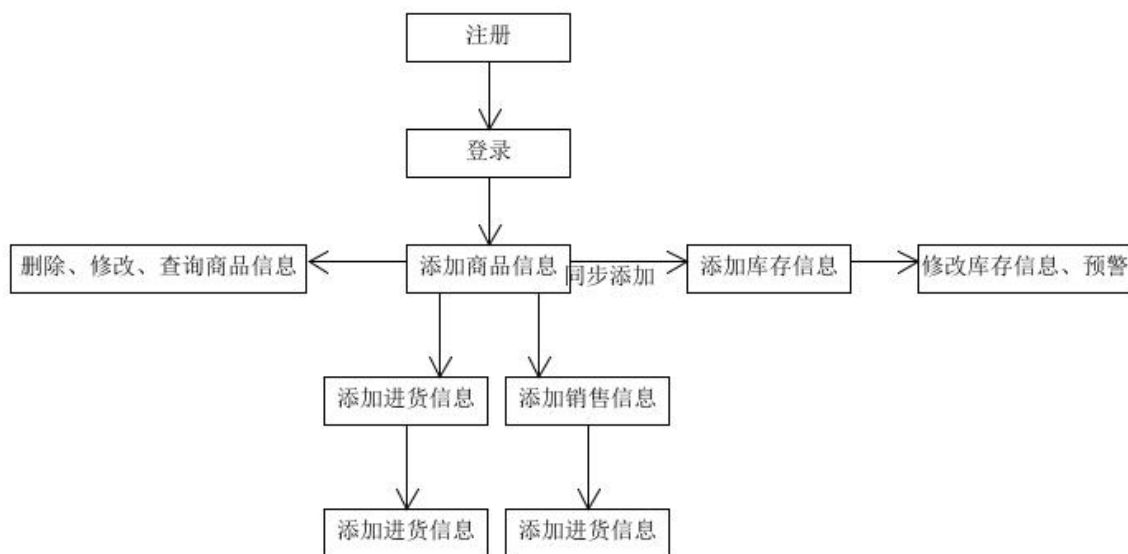 注册
登录
删除、修改、查询商品信息
添加商品信息
同步添加
添加库存信息
修改库存信息、预警
添加进货信息
添加销售信息
添加进货信息
添加进货信息